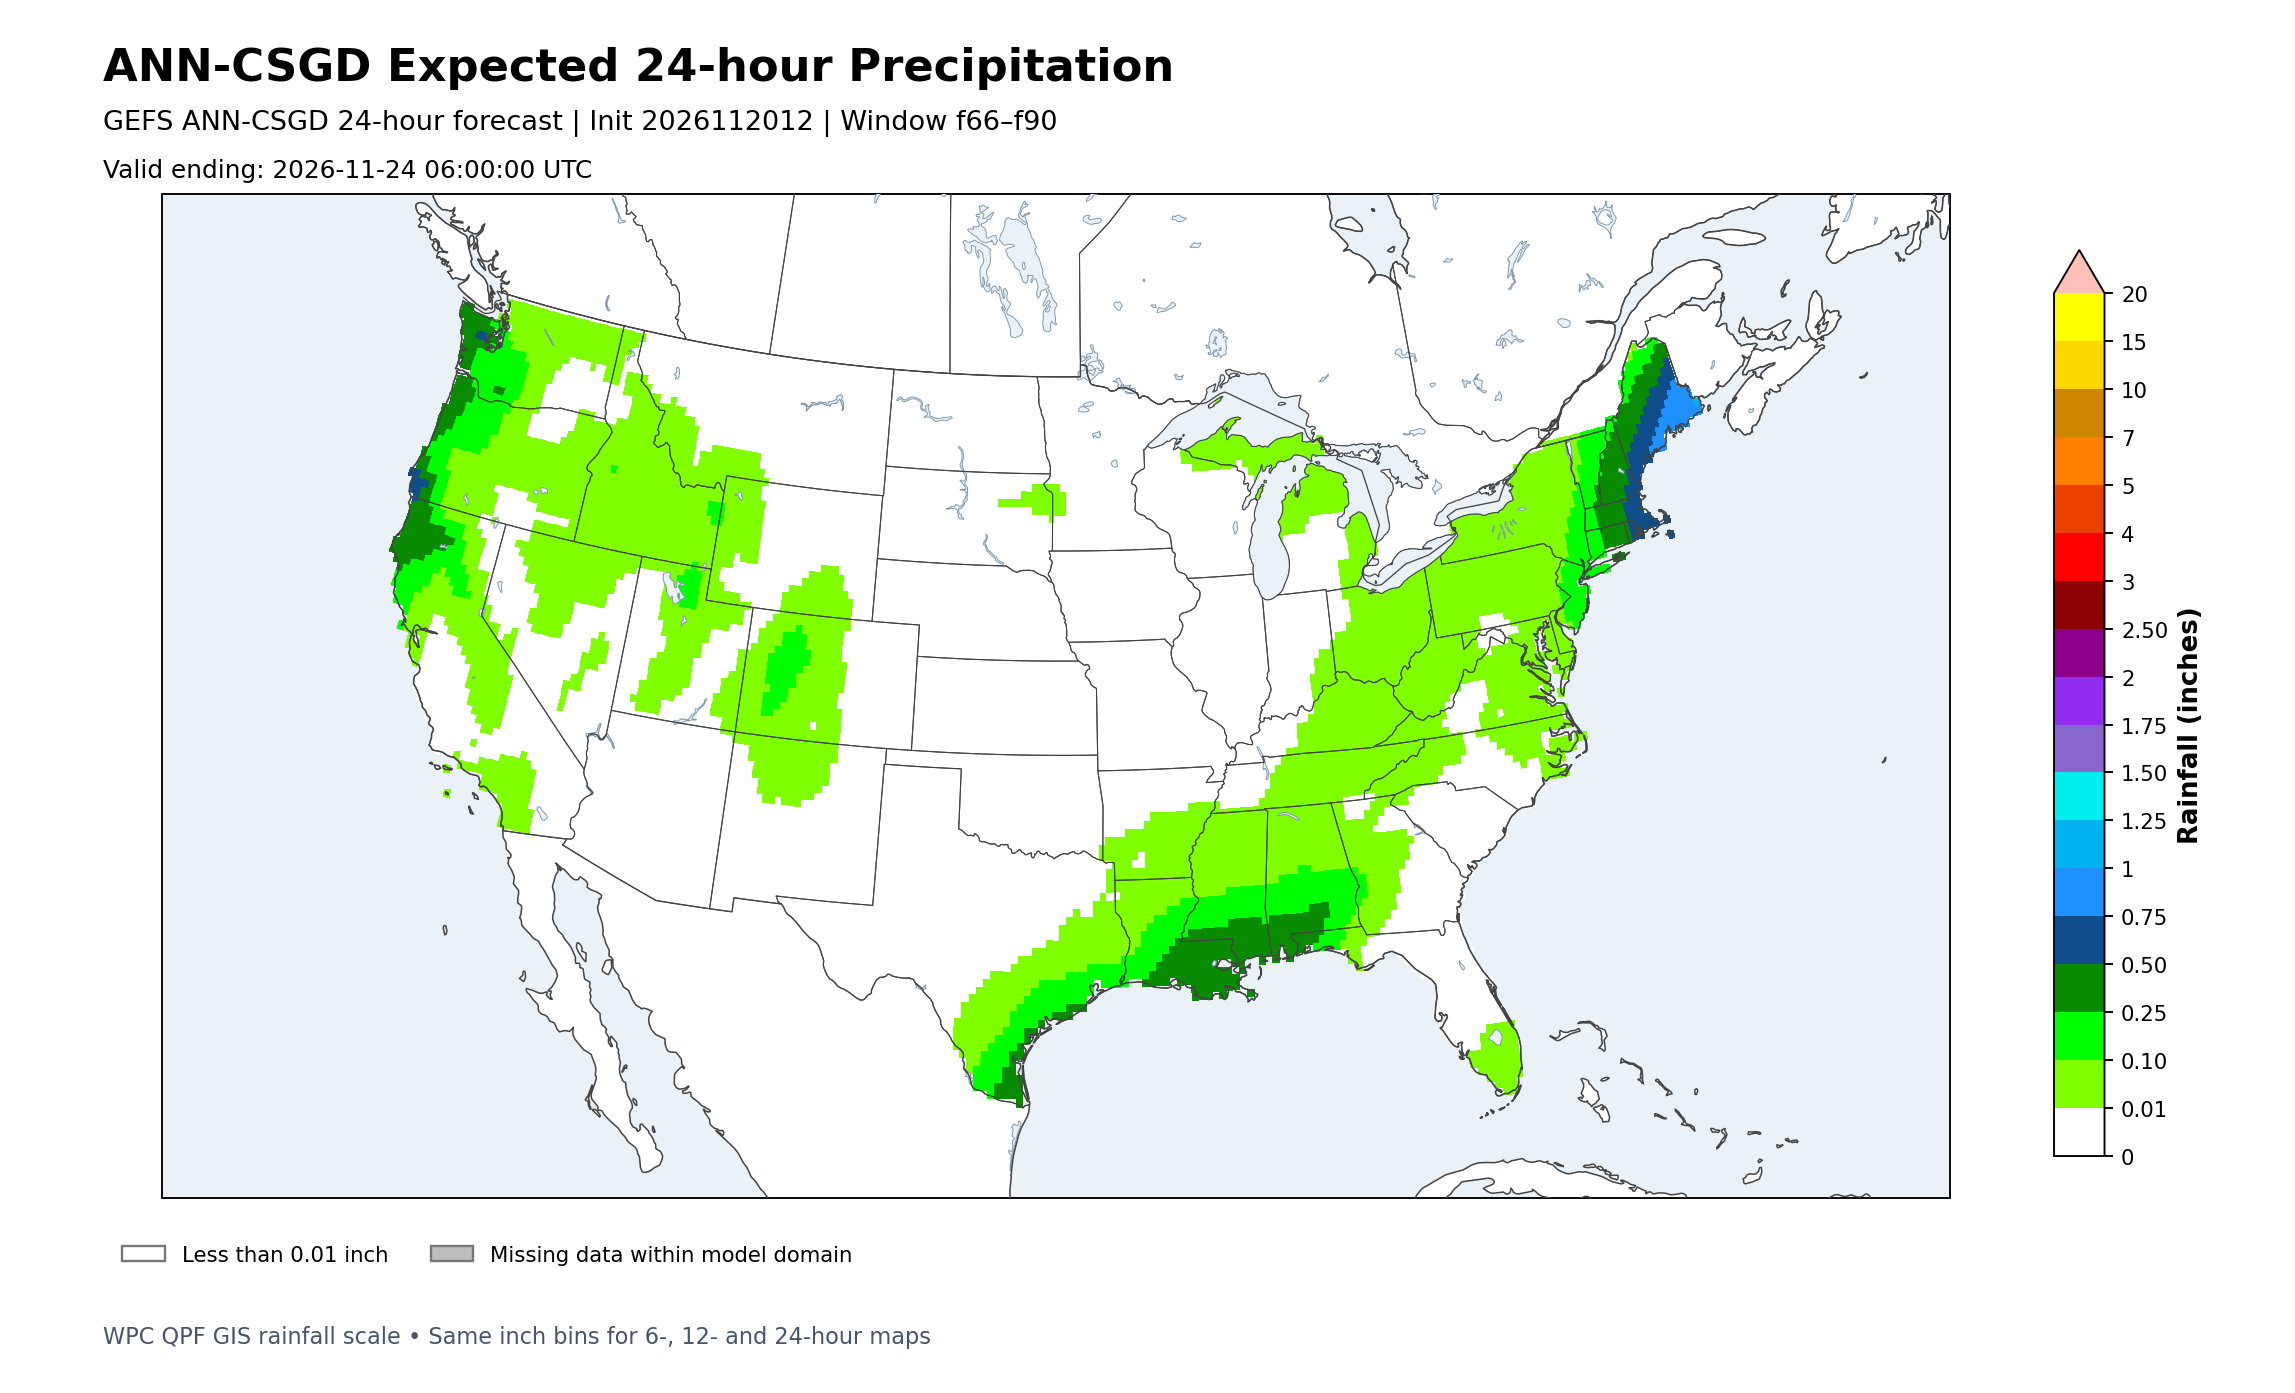 ANN-CSGD Expected 24-hour Precipitation
GEFS ANN-CSGD 24-hour forecast | Init 2026112012 | Window f66–f90
Valid ending: 2026-11-24 06:00:00 UTC
20
15
10
7
5
4
3
2.50
2
1.75
1.50
1.25
1
0.75
0.50
0.25
0.10
0.01
0
Rainfall (inches)
Less than 0.01 inch
Missing data within model domain
WPC QPF GIS rainfall scale • Same inch bins for 6-, 12- and 24-hour maps